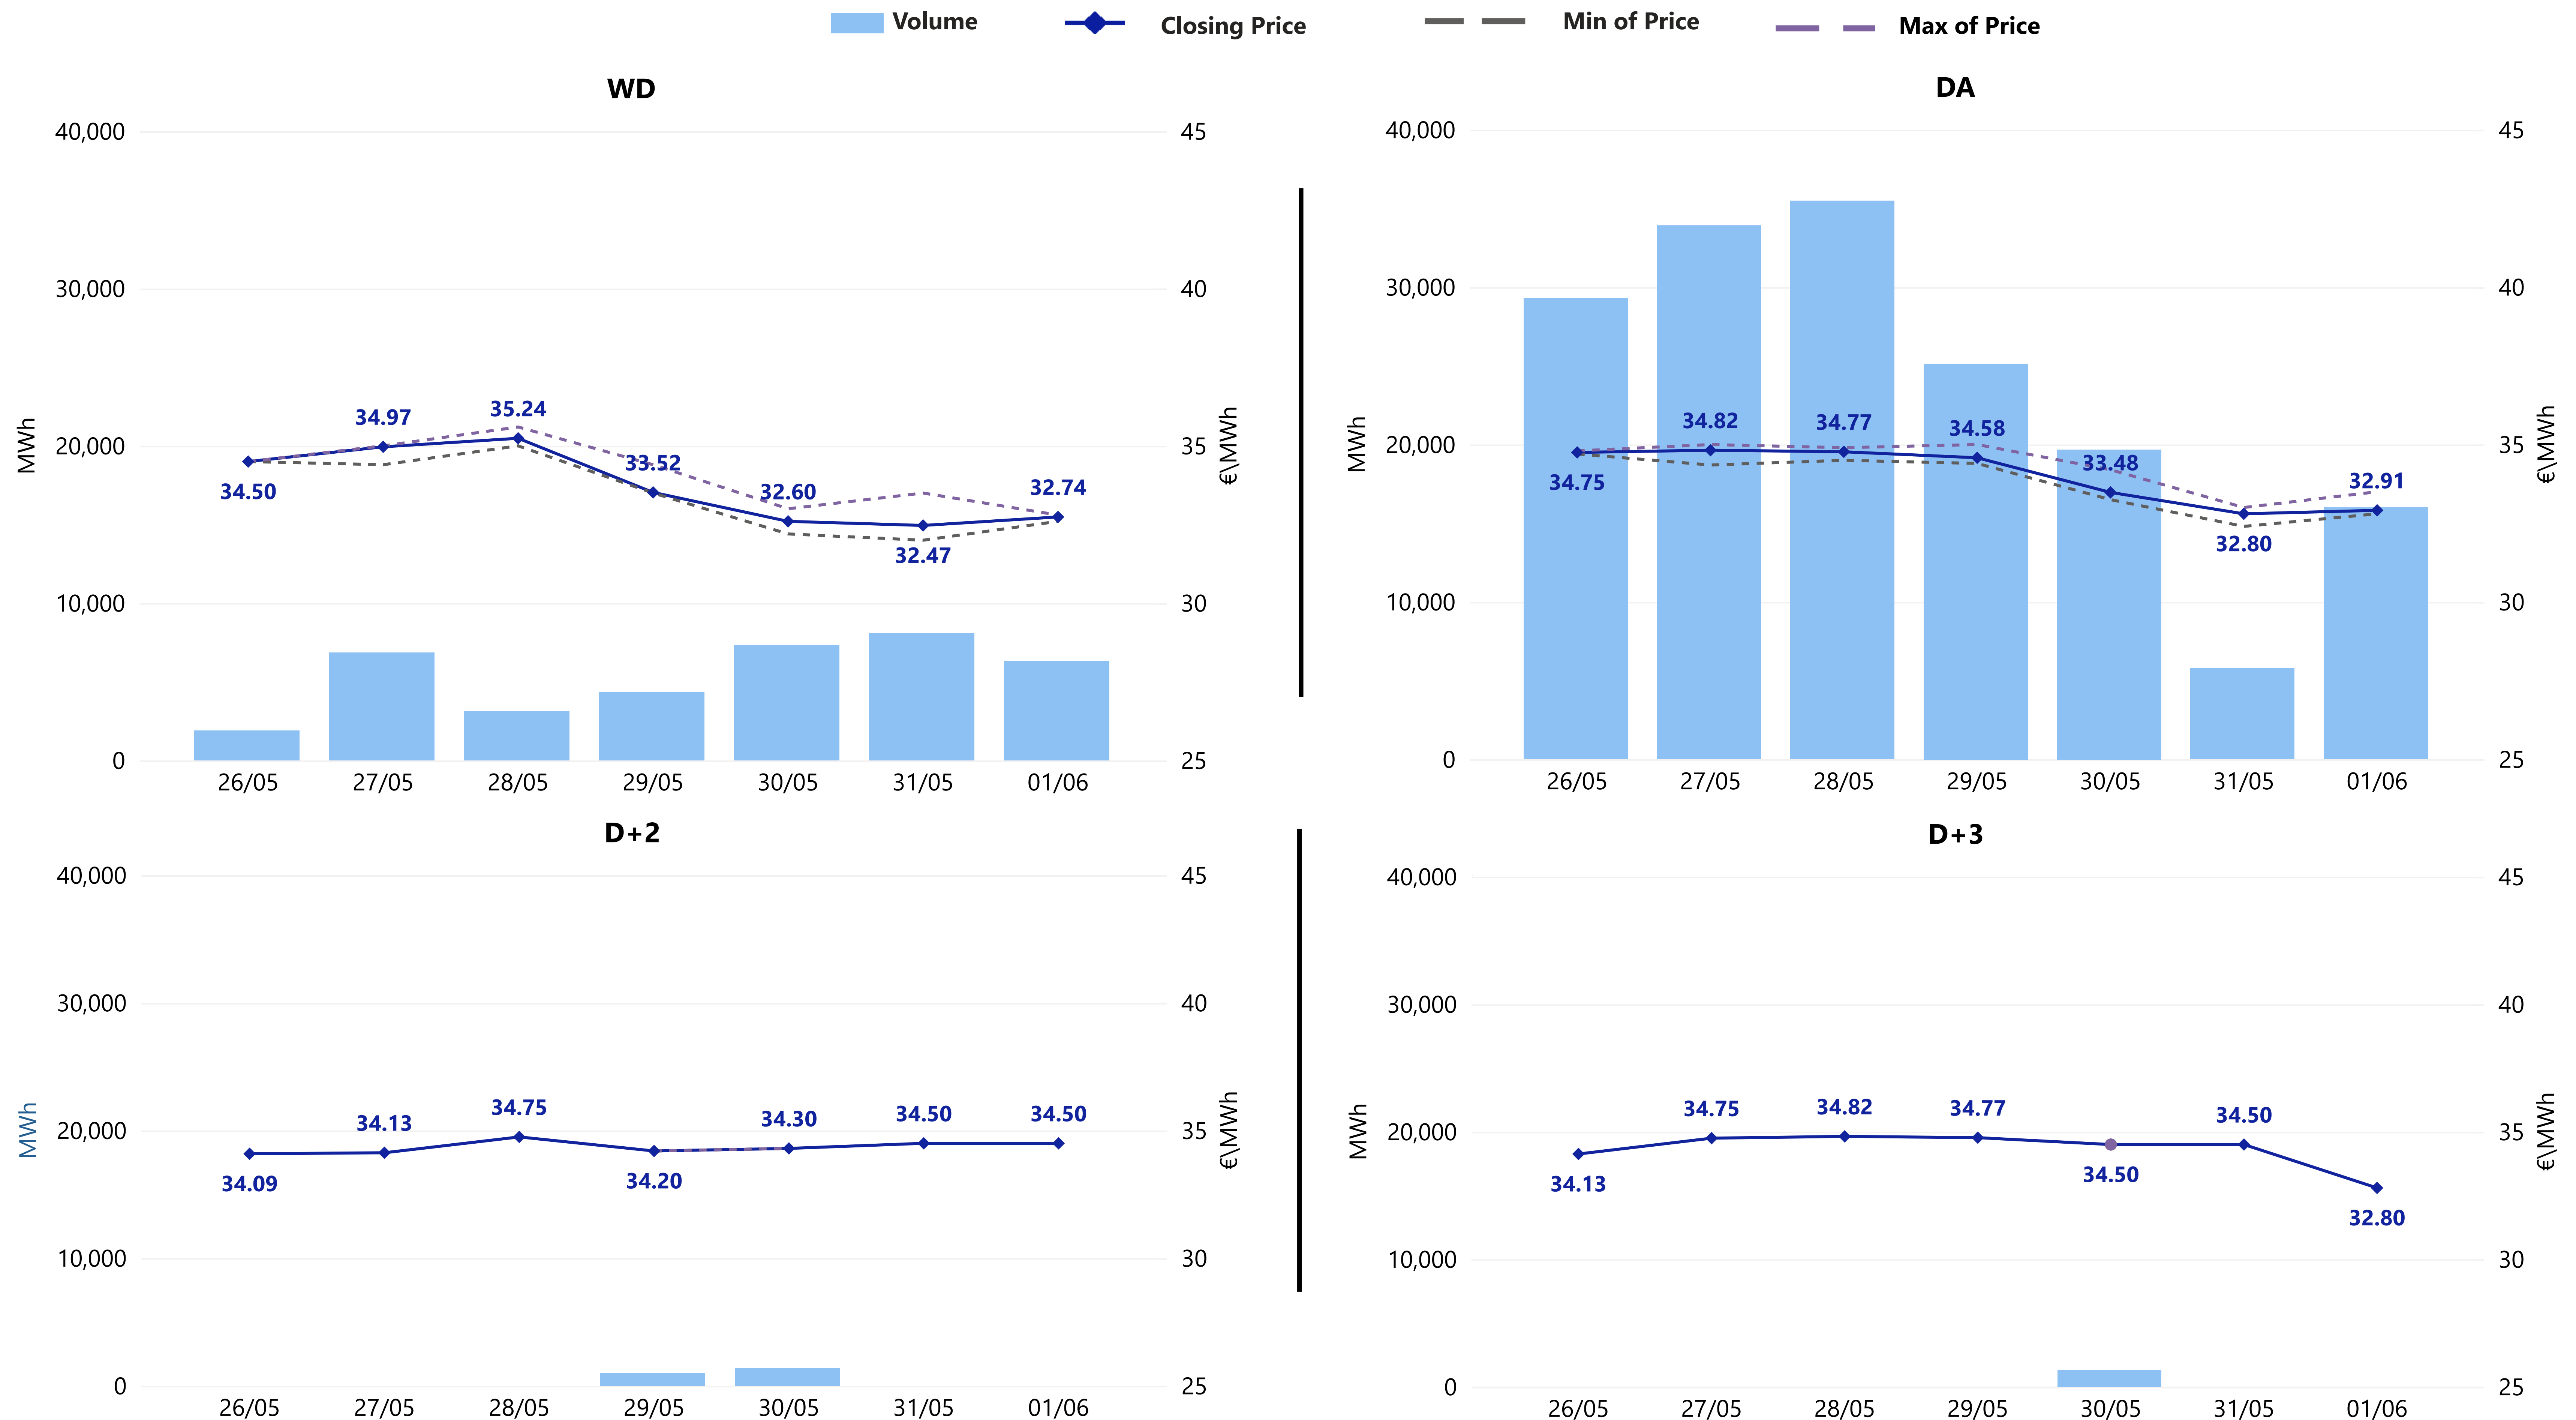 Volume Closing Price Min of Price Max of Price
WD
40,000 45
30,000 40
20,000 35
10,000 30
0 25
MWh
€\MWh
34.50 34.97 35.24 33.52 32.60 32.47 32.74
26/05 27/05 28/05 29/05 30/05 31/05 01/06
DA
40,000 45
30,000 40
20,000 35
10,000 30
0 25
MWh
€\MWh
34.75 34.82 34.77 34.58 33.48 32.80 32.91
26/05 27/05 28/05 29/05 30/05 31/05 01/06
D+2
40,000 45
30,000 40
20,000 35
10,000 30
0 25
MWh
€\MWh
34.09 34.13 34.75 34.20 34.30 34.50 34.50
26/05 27/05 28/05 29/05 30/05 31/05 01/06
D+3
40,000 45
30,000 40
20,000 35
10,000 30
0 25
MWh
€\MWh
34.13 34.75 34.82 34.77 34.50 34.50 32.80
26/05 27/05 28/05 29/05 30/05 31/05 01/06